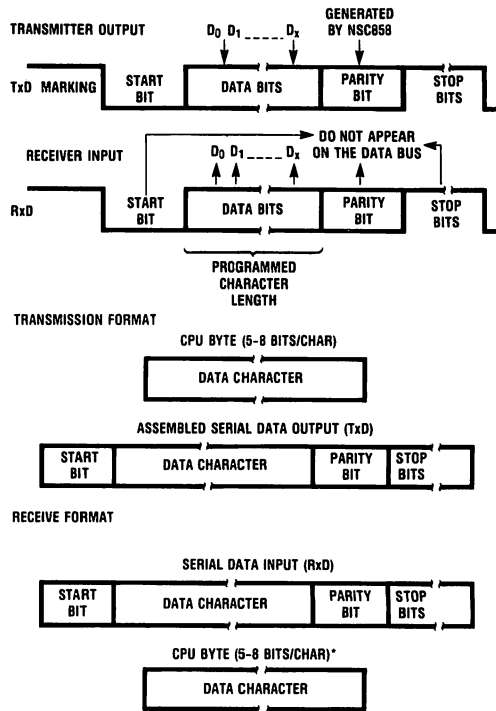 TRANSMITTER OUTPUT
D0 D1 ----- Dx
GENERATED
BY NSC858
TxD MARKING
START
BIT
DATA BITS
PARITY
BIT
STOP
BITS
RECEIVER INPUT
D0 D1 ----- Dx
DO NOT APPEAR
ON THE DATA BUS
RxD
START
BIT
DATA BITS
PARITY
BIT
STOP
BITS
PROGRAMMED
CHARACTER
LENGTH
TRANSMISSION FORMAT
CPU BYTE (5-8 BITS/CHAR)
DATA CHARACTER
ASSEMBLED SERIAL DATA OUTPUT (TxD)
START
BIT
DATA CHARACTER
PARITY
BIT
STOP
BITS
RECEIVE FORMAT
SERIAL DATA INPUT (RxD)
START
BIT
DATA CHARACTER
PARITY
BIT
STOP
BITS
CPU BYTE (5-8 BITS/CHAR)*
DATA CHARACTER